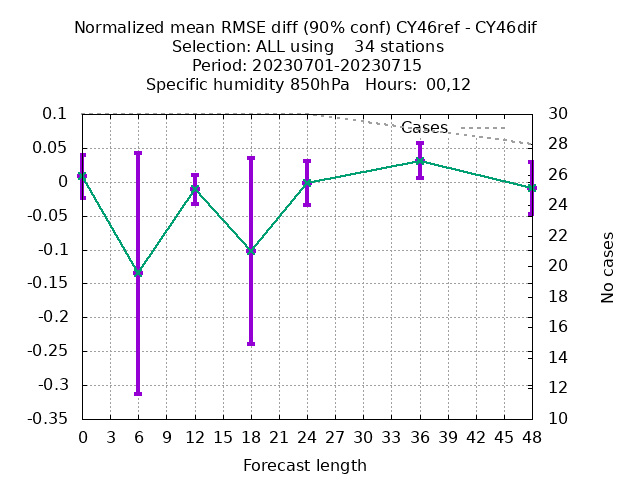 Normalized mean RMSE diff (90% conf) CY46ref - CY46dif
Selection: ALL using    34 stations
Period: 20230701-20230715
Specific humidity 850hPa   Hours:  00,12
0.1
0.05
0
-0.05
-0.1
-0.15
-0.2
-0.25
-0.3
-0.35
Cases
30
28
26
24
22
20
18
16
14
12
10
No cases
0 3 6 9 12 15 18 21 24 27 30 33 36 39 42 45 48
Forecast length